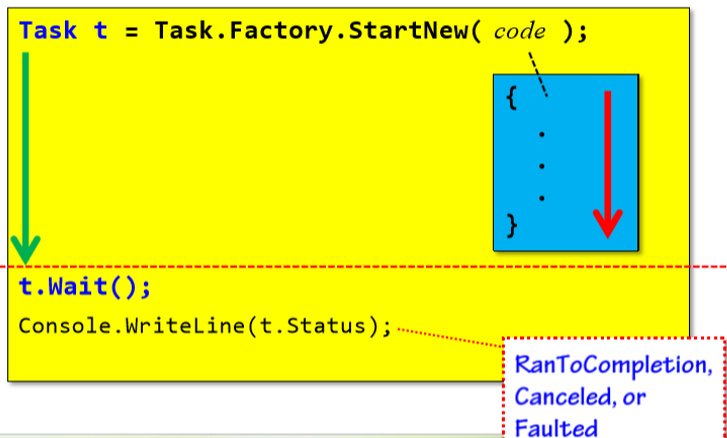 Task t = Task.Factory.StartNew( code );
{
.
.
.
}
t.Wait();
Console.WriteLine(t.Status);
RanToCompletion,
Canceled, or
Faulted